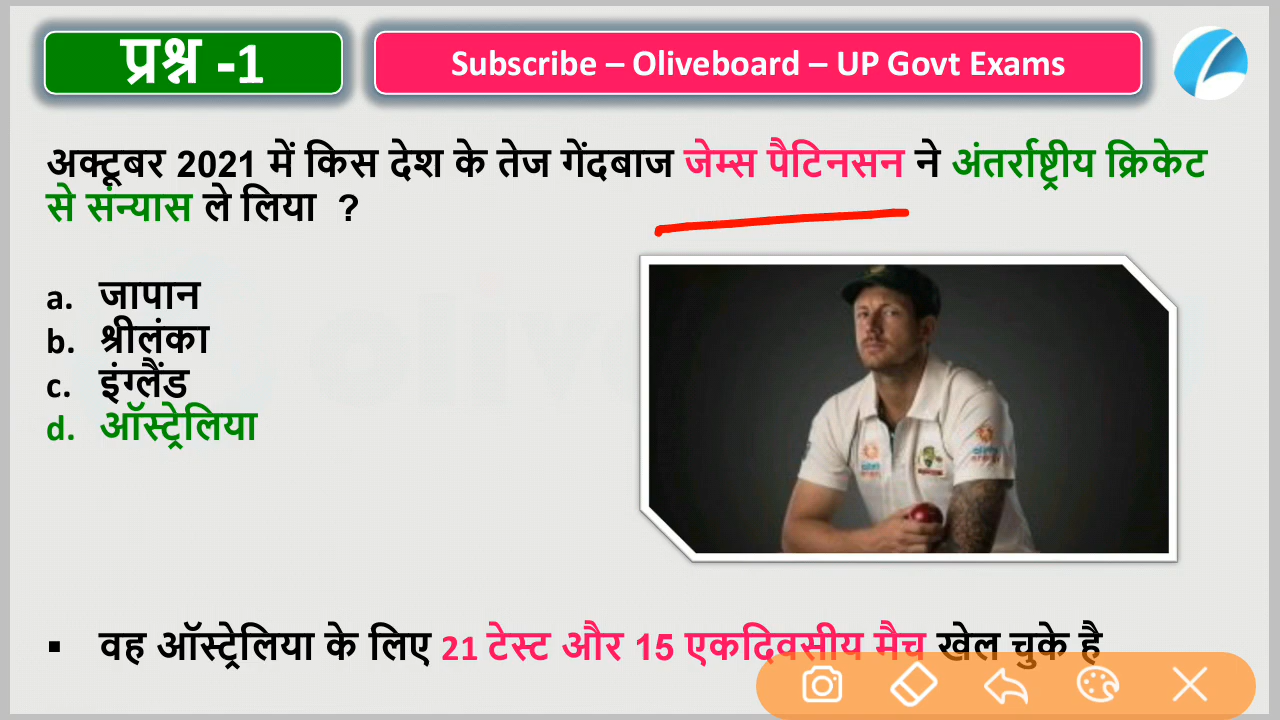 प्रश्न -1
Subscribe – Oliveboard – UP Govt Exams
अक्टूबर 2021 में किस देश के तेज गेंदबाज जेम्स पैटिनसन ने अंतर्राष्ट्रीय क्रिकेट
से संन्यास ले लिया ?
a. जापान
b. श्रीलंका
c. इंग्लैंड
d. ऑस्ट्रेलिया
▪ वह ऑस्ट्रेलिया के लिए 21 टेस्ट और 15 एकदिवसीय मैच खेल चुके है